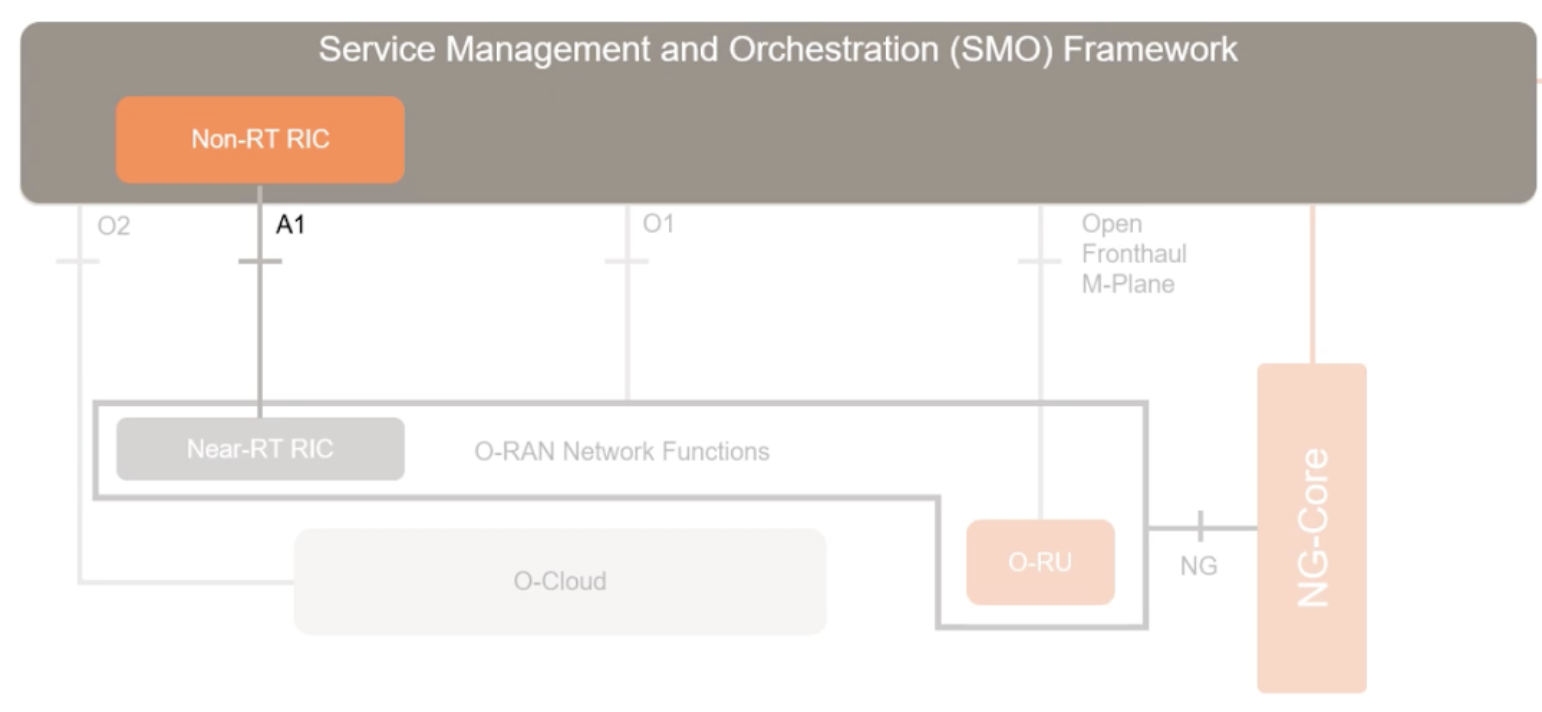 Service Management and Orchestration (SMO) Framework
Non-RT RIC
O2
A1
O1
Open
Fronthaul
M-Plane
Near-RT RIC
O-RAN Network Functions
O-Cloud
O-RU
NG
NG-Core